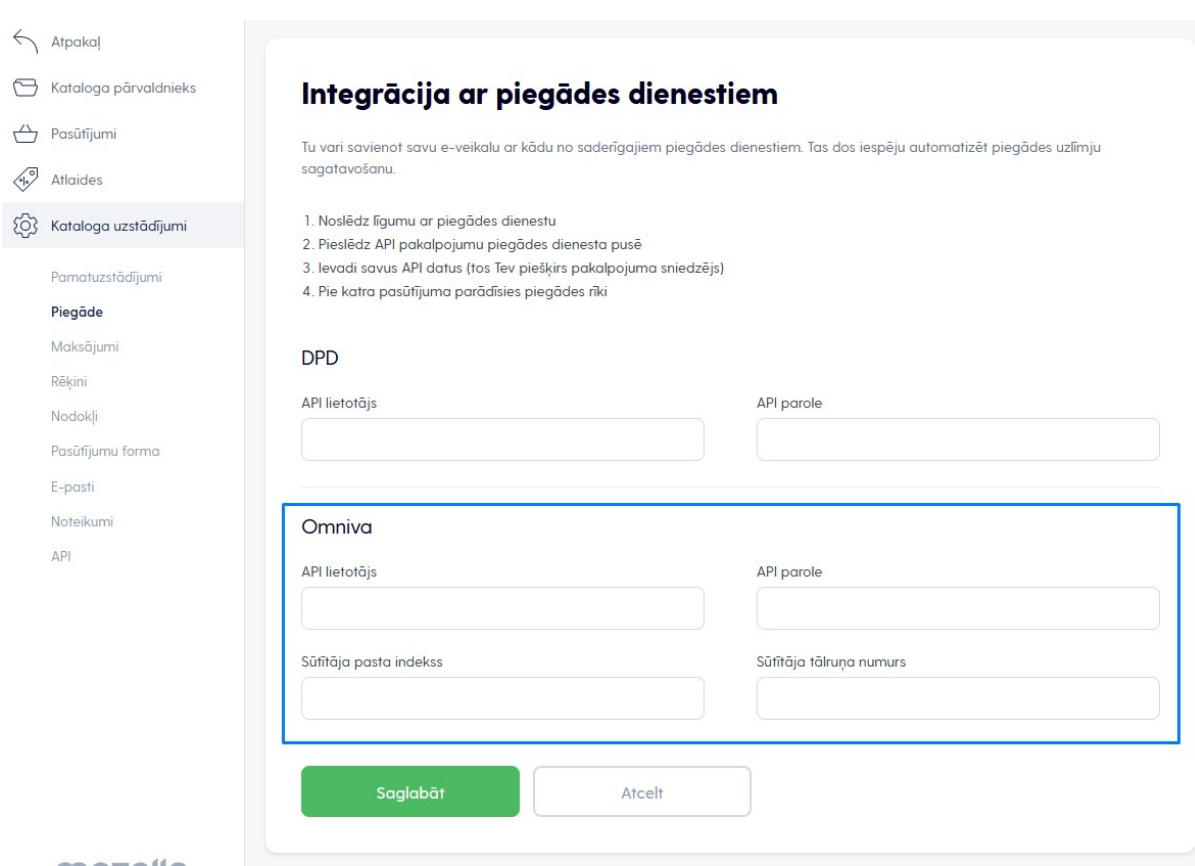 Atpakaļ
Kataloga pārvaldnieks
Pasūtījumi
Atlaides
Kataloga uzstādījumi
Pamatuzstādījumi
Piegāde
Maksājumi
Rēķini
Nodokļi
Pasūtījumu forma
E-pasti
Noteikumi
API
Integrācija ar piegādes dienestiem
Tu vari savienot savu e-veikalu ar kādu no saderīgajiem piegādes dienestiem. Tas dos iespēju automatizēt piegādes uzlīmju
sagatavošanu.
1. Noslēdz līgumu ar piegādes dienestu
2. Pieslēdz API pakalpojumu piegādes dienesta pusē
3. Ievadi savus API datus (tos Tev piešķirs pakalpojuma sniedzējs)
4. Pie katra pasūtījuma parādīsies piegādes rīki
DPD
API lietotājs API parole
Omniva
API lietotājs API parole
Sūtītāja pasta indekss Sūtītāja tālruņa numurs
Saglabāt Atcelt